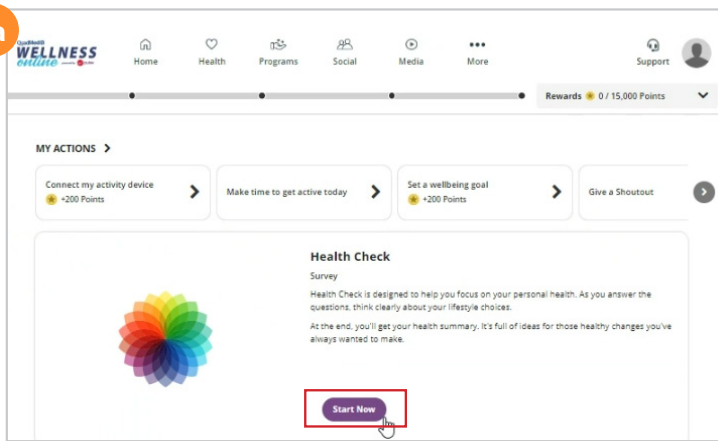 QuadMedth
WELLNESS
online
Home Health Programs Social Media More Support
Rewards 0 / 15,000 Points
MY ACTIONS
Connect my activity device
+200 Points
Make time to get active today
Set a wellbeing goal
+200 Points
Give a Shoutout
Health Check
Survey
Health Check is designed to help you focus on your personal health. As you answer the
questions, think clearly about your lifestyle choices.
At the end, you'll get your health summary. It's full of ideas for those healthy changes you've
always wanted to make.
Start Now